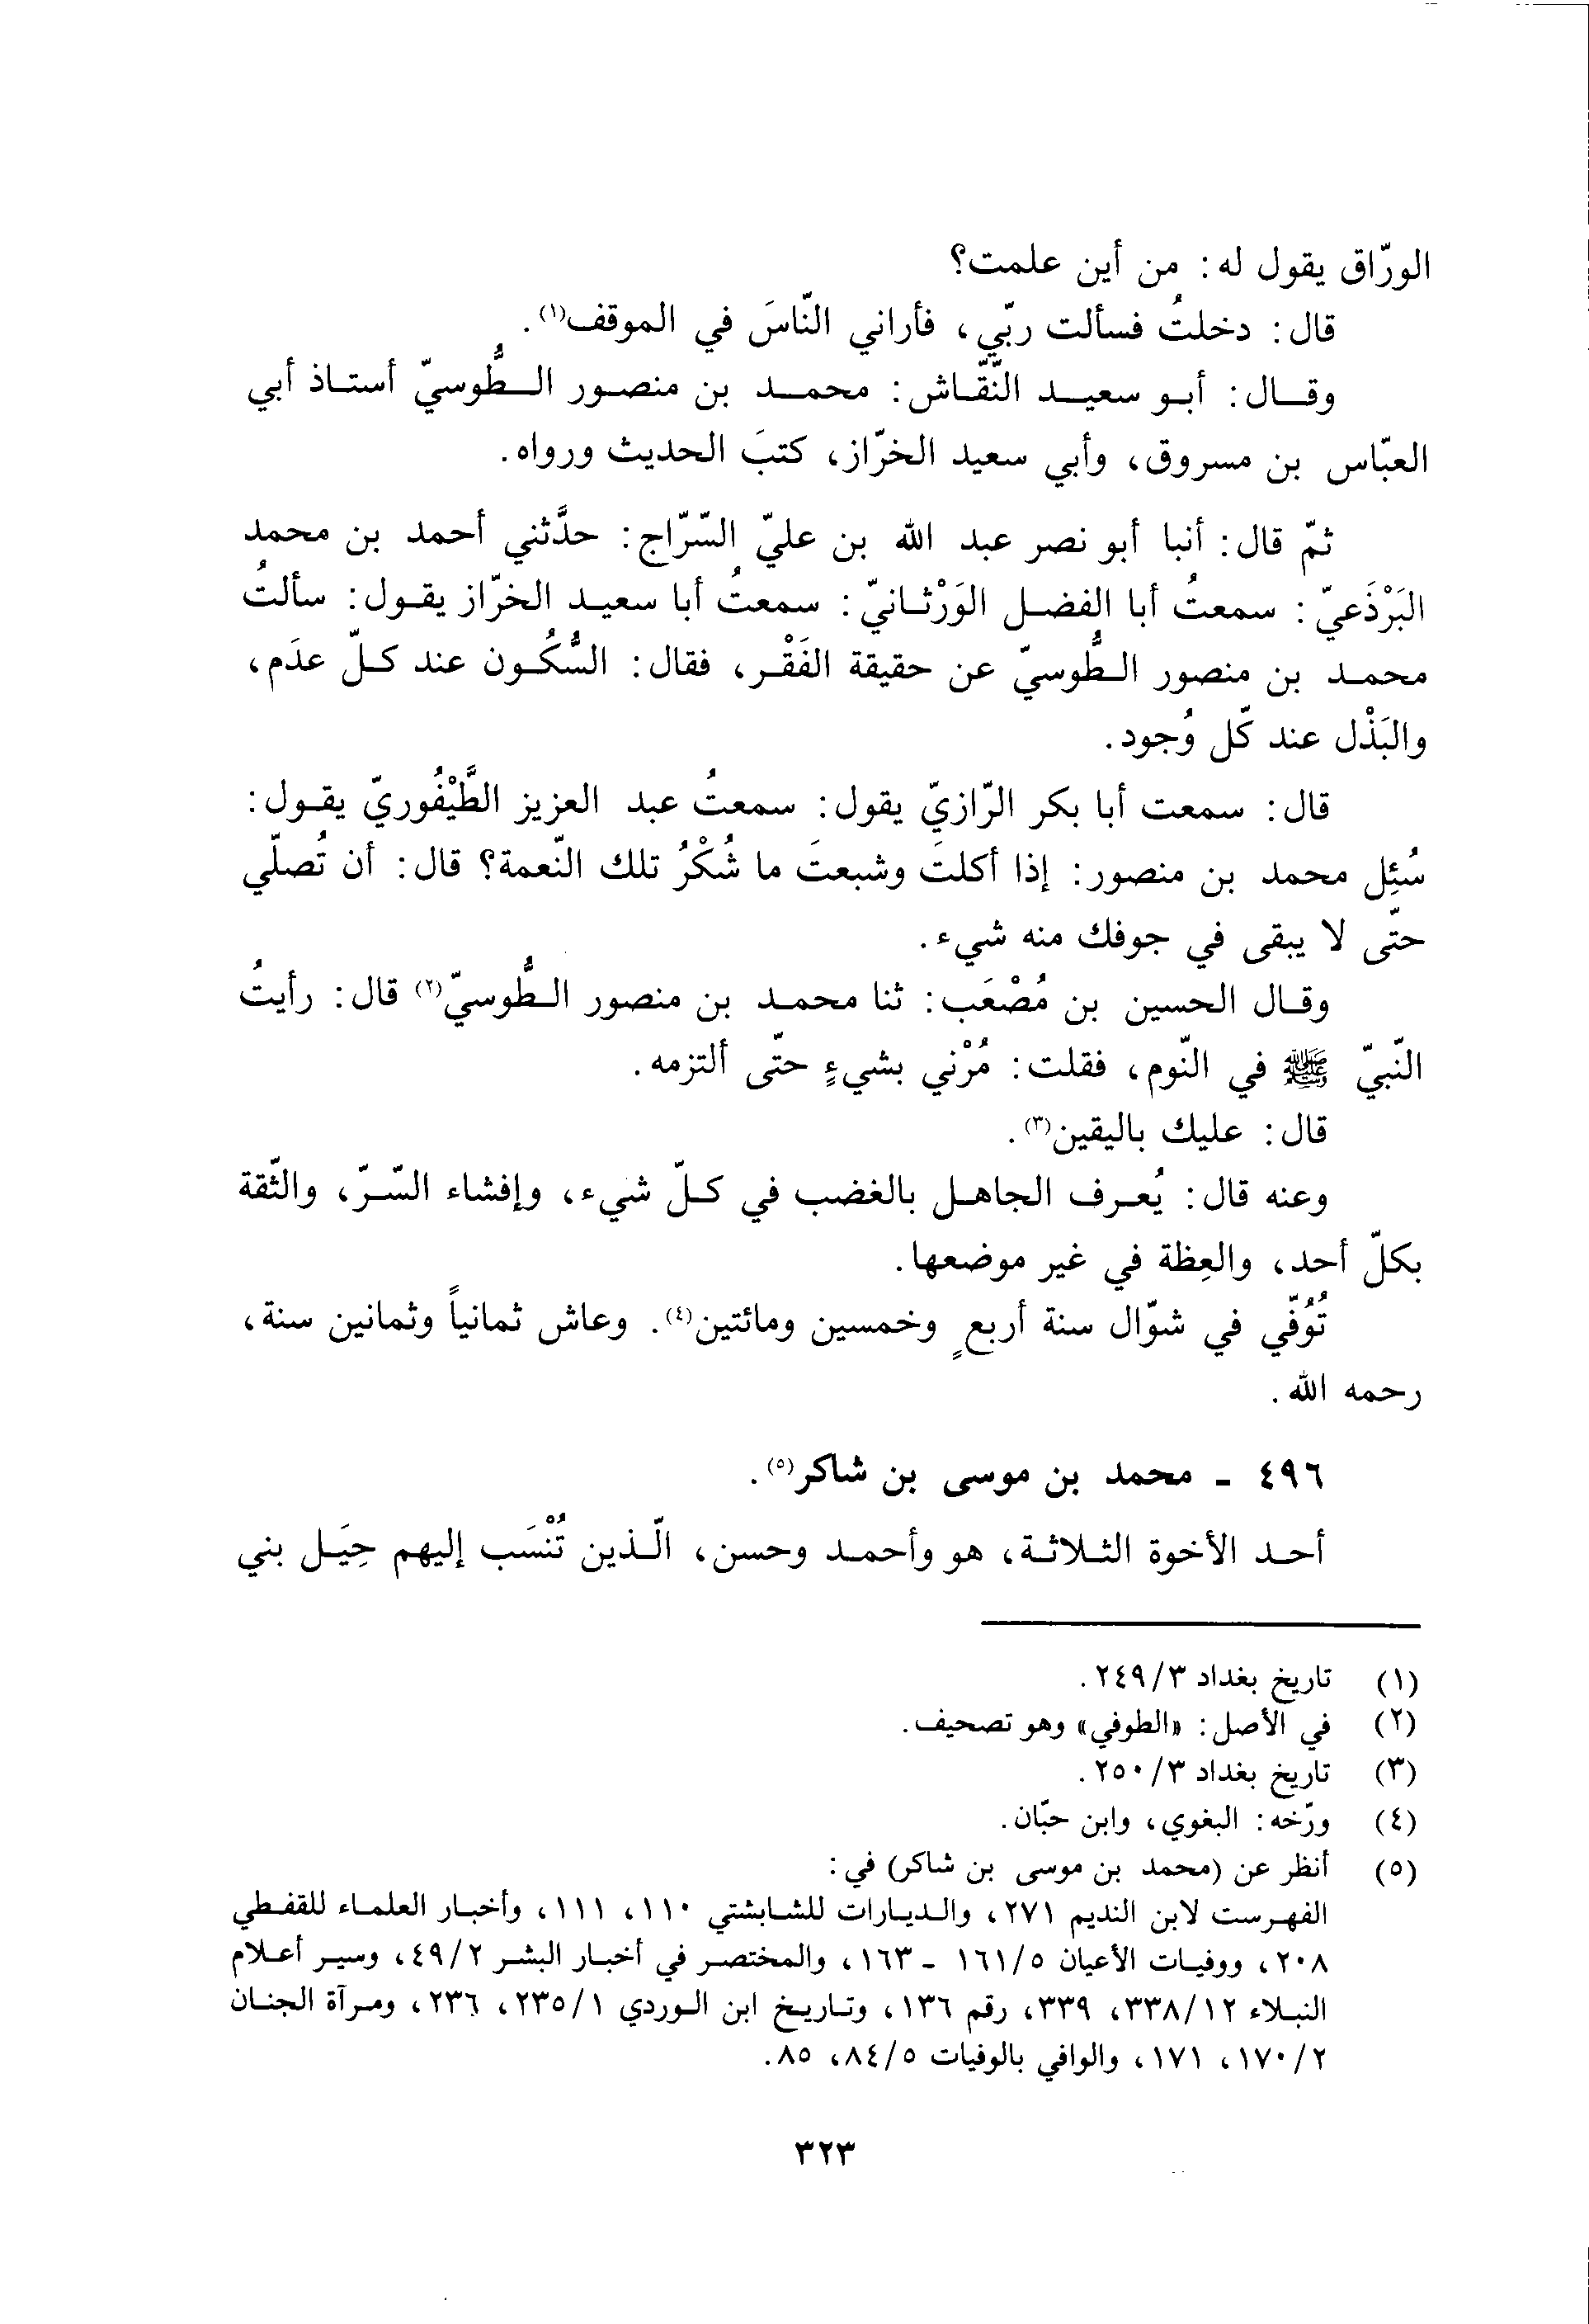 الورّاق يقول له: من أين علمت؟
قال: دخلتُ فسألت ربّي، فأراني النّاسَ في الموقف(١).
وقال: أبو سعيد النّقّاش: محمد بن منصور الطُّوسيّ أستاذ أبي
العبّاس بن مسروق، وأبي سعيد الخرّاز، كتبَ الحديث ورواه.
ثمّ قال: أنبا أبو نصر عبد الله بن عليّ السّرّاج: حدَّثني أحمد بن محمد
البَرْذَعيّ: سمعتُ أبا الفضل الوَرْثانيّ: سمعتُ أبا سعيد الخرّاز يقول: سألتُ
محمد بن منصور الطُّوسيّ عن حقيقة الفَقْر، فقال: السُّكُون عند كلّ عدَم،
والبَذْل عند كّل وُجود.
قال: سمعت أبا بكر الرّازيّ يقول: سمعتُ عبد العزيز الطَّيْفُوريّ يقول:
سُئِل محمد بن منصور: إذا أكلتَ وشبعتَ ما شُكْرُ تلك النّعمة؟ قال: أن تُصلّي
حتّى لا يبقى في جوفك منه شيء.
وقال الحسين بن مُصْعَب: ثنا محمد بن منصور الطُّوسيّ(٢) قال: رأيتُ
النّبيّ ﷺ في النّوم، فقلت: مُرْني بشيءٍ حتّى ألتزمه.
قال: عليك باليقين(٣).
وعنه قال: يُعرف الجاهل بالغضب في كلّ شيء، وإفشاء السّرّ، والثّقة
بكلّ أحد، والعِظة في غير موضعها.
تُوُفّي في شوّال سنة أربعٍ وخمسين ومائتين(٤). وعاش ثمانياً وثمانين سنة،
رحمه الله.
٤٩٦ ـ محمد بن موسى بن شاكر(٥).
أحد الأخوة الثلاثة، هو وأحمد وحسن، الّذين تُنْسَب إليهم حِيَل بني
(١) تاريخ بغداد ٣/٢٤٩.
(٢) في الأصل: «الطوفي» وهو تصحيف.
(٣) تاريخ بغداد ٣/٢٥٠.
(٤) ورّخه: البغوي، وابن حبّان.
(٥) أنظر عن (محمد بن موسى بن شاكر) في:
الفهرست لابن النديم ٢٧١، والديارات للشابشتي ١١٠، ١١١، وأخبار العلماء للقفطي
٢٠٨، ووفيات الأعيان ٥/١٦١ ـ ١٦٣، والمختصر في أخبار البشر ٢/٤٩، وسير أعلام
النبلاء ١٢/٣٣٨، ٣٣٩، رقم ١٣٦، وتاريخ ابن الوردي ١/٢٣٥، ٢٣٦، ومرآة الجنان
٢/١٧٠، ١٧١، والوافي بالوفيات ٥/٨٤، ٨٥.
٣٢٣